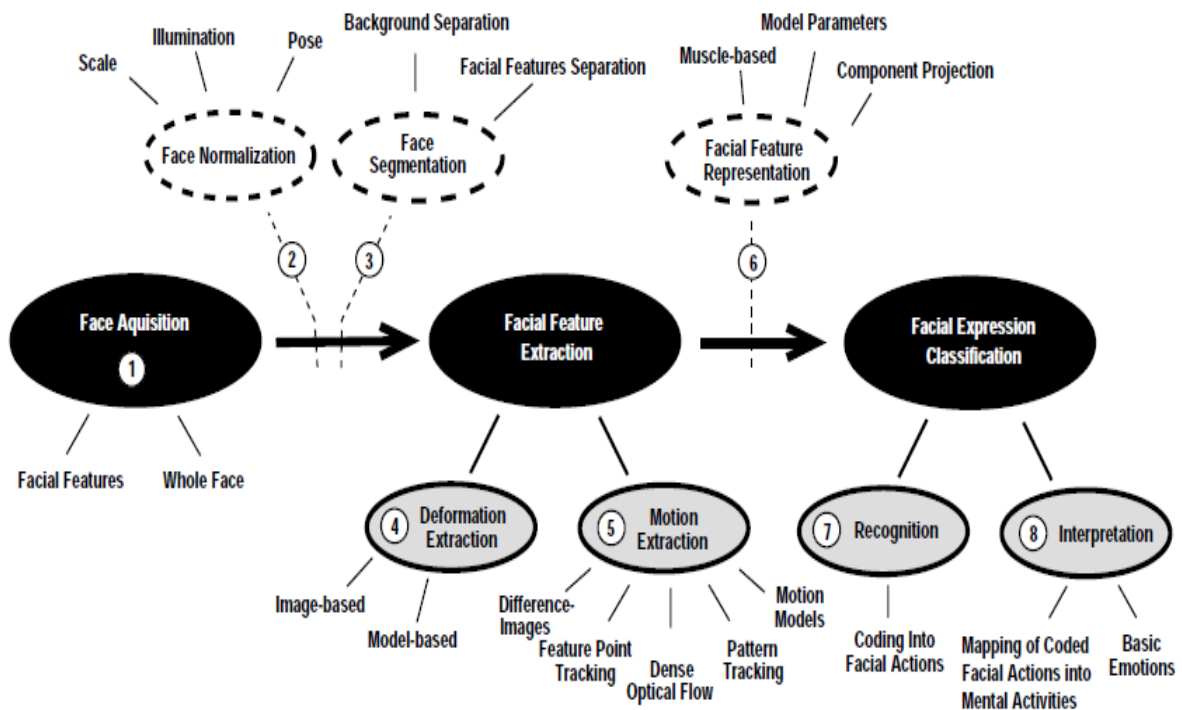 Background Separation
Model Parameters
Illumination
Pose
Muscle-based
Scale
Facial Features Separation
Component Projection
Face Normalization
Face
Segmentation
Facial Feature
Representation
2
3
6
Face Aquisition
1
Facial Feature
Extraction
Facial Expression
Classification
Facial Features
Whole Face
4
Deformation
Extraction
5
Motion
Extraction
7
Recognition
8
Interpretation
Image-based
Model-based
Difference-
Images
Feature Point
Tracking
Dense
Optical Flow
Pattern
Tracking
Motion
Models
Coding Into
Facial Actions
Mapping of Coded
Facial Actions into
Mental Activities
Basic
Emotions